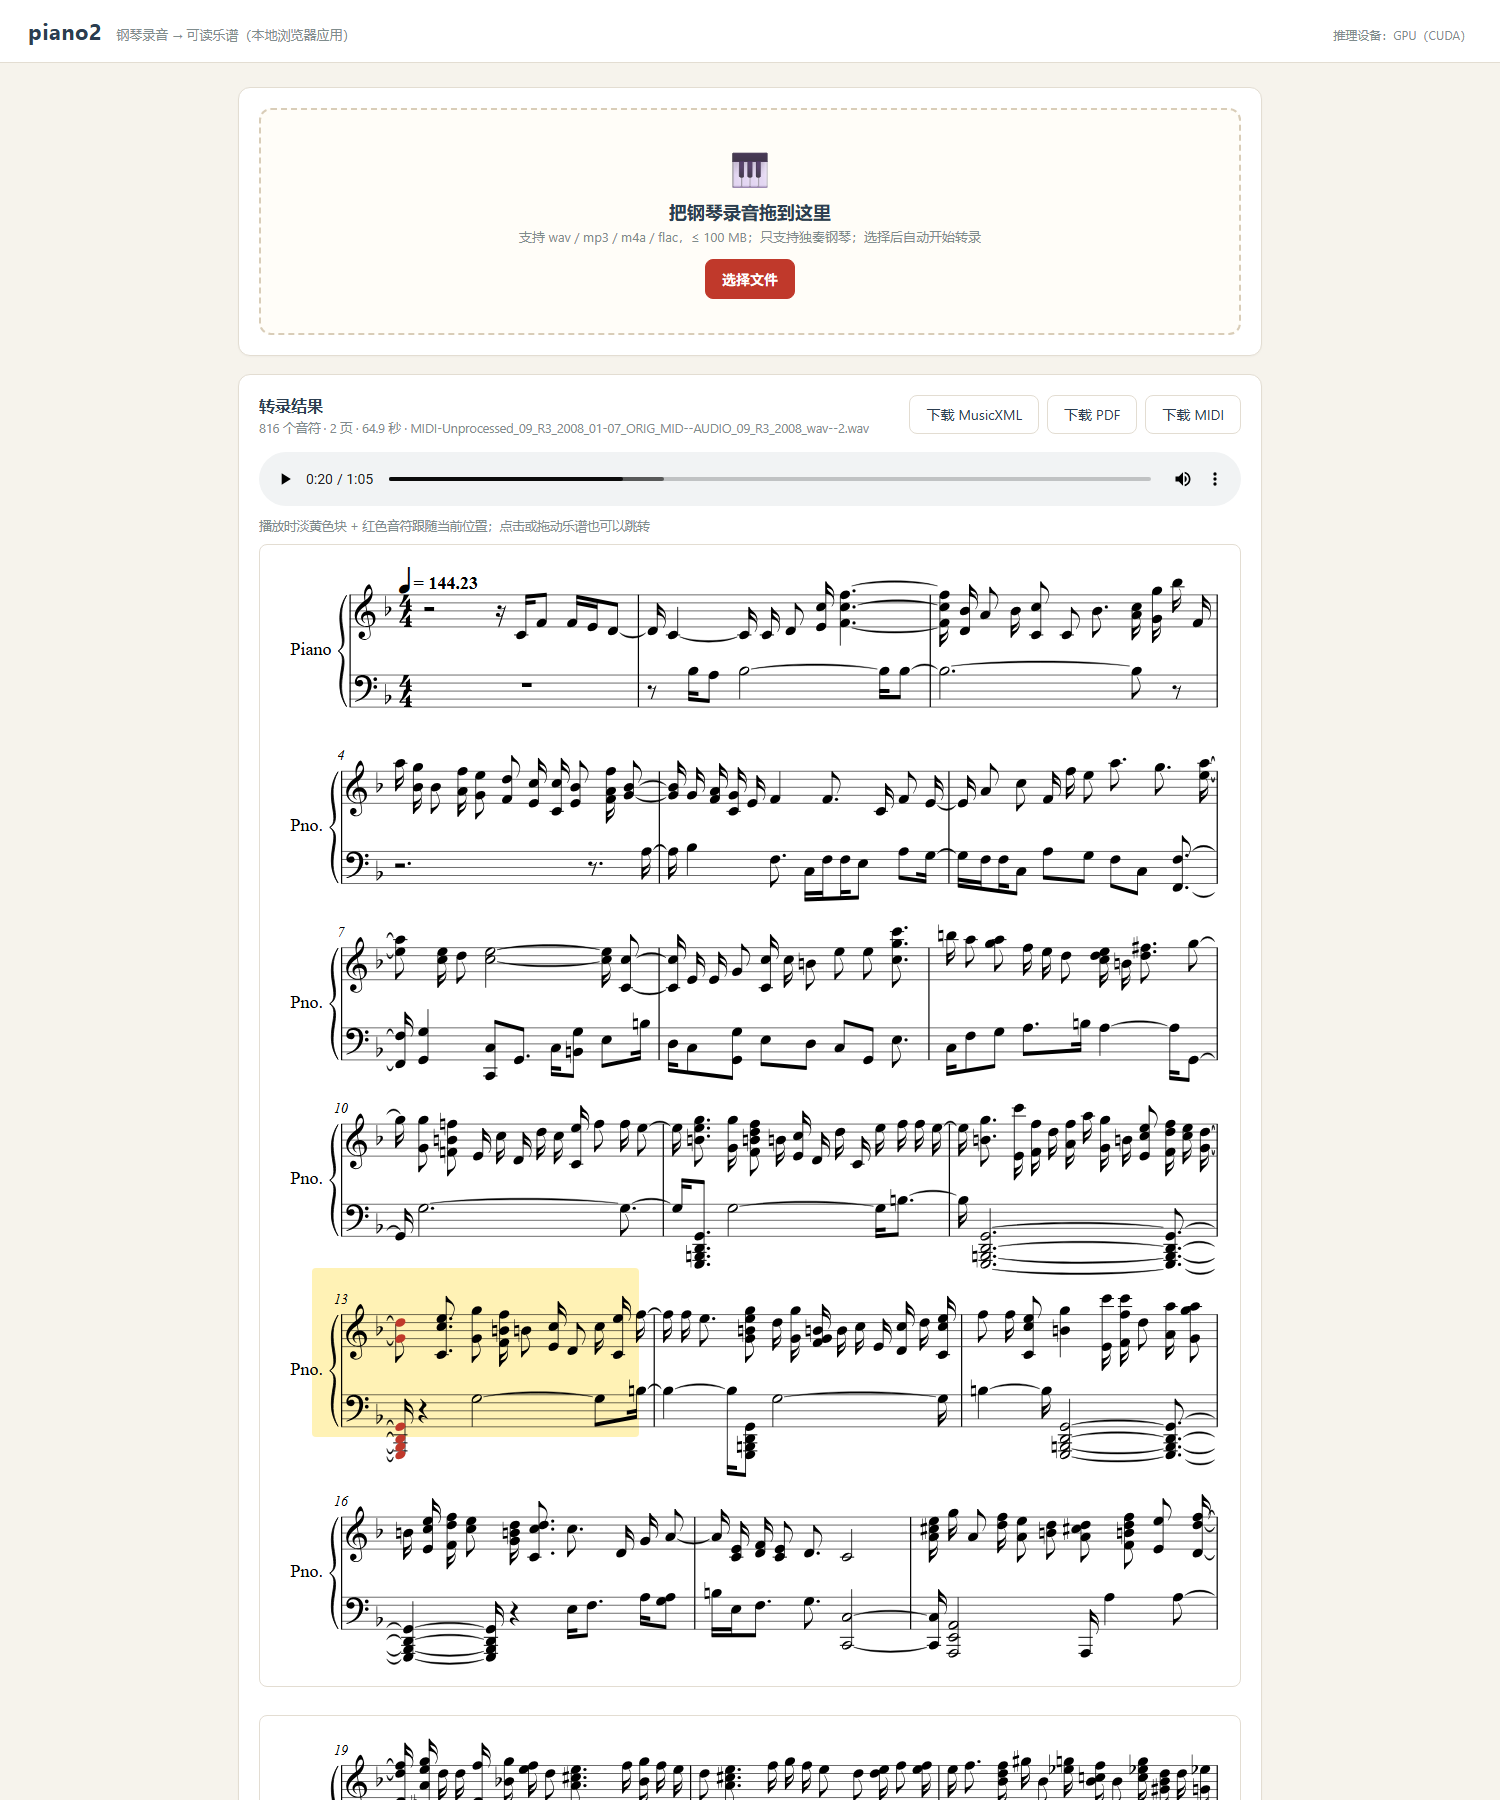 piano2 钢琴录音 → 可读乐谱（本地浏览器应用）
推理设备：GPU（CUDA）
把钢琴录音拖到这里
支持 wav / mp3 / m4a / flac，≤ 100 MB；只支持独奏钢琴；选择后自动开始转录
选择文件
转录结果
816 个音符 · 2 页 · 64.9 秒 · MIDI-Unprocessed_09_R3_2008_01-07_ORIG_MID--AUDIO_09_R3_2008_wav--2.wav
下载 MusicXML
下载 PDF
下载 MIDI
0:20 / 1:05
播放时淡黄色块 + 红色音符跟随当前位置；点击或拖动乐谱也可以跳转
= 144.23
4
4
Piano
4
4
4
Pno.
7
Pno.
10
Pno.
13
Pno.
16
Pno.
19